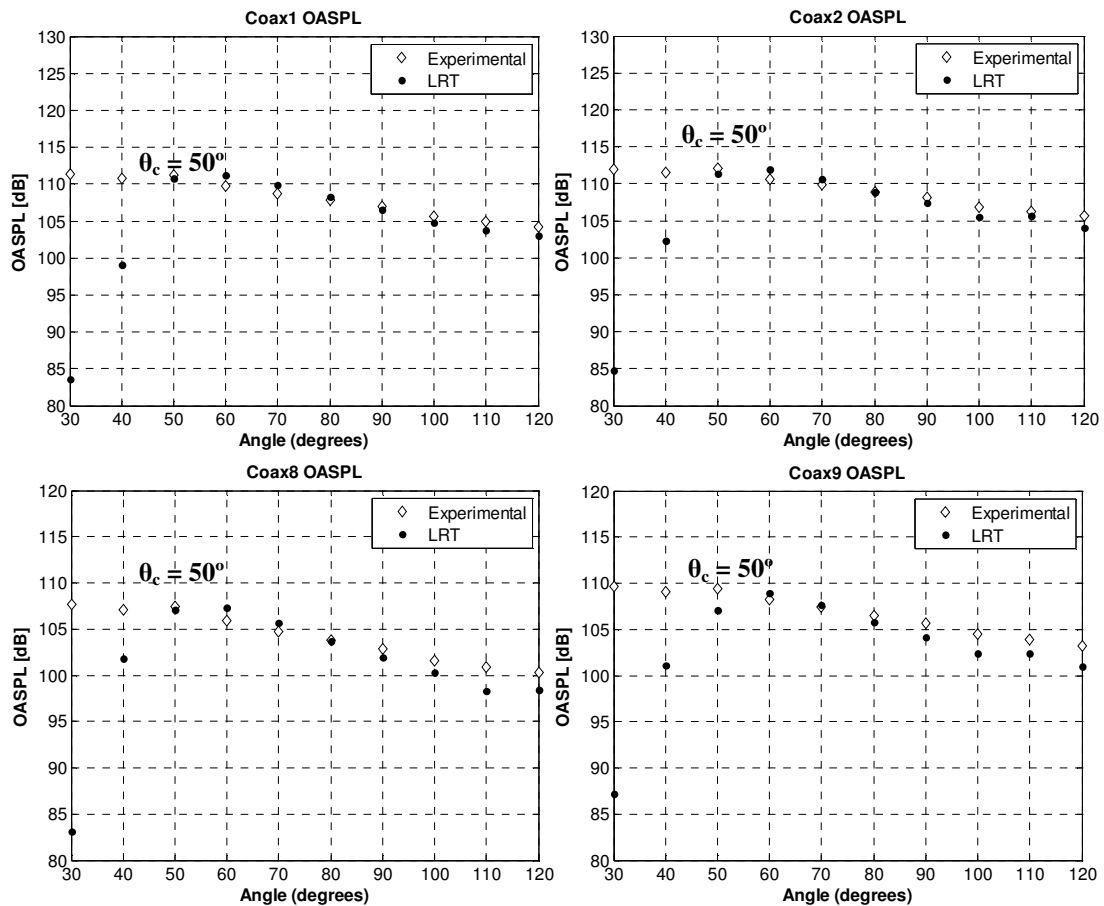 Coax1 OASPL
130
125
120
115
110
105
100
95
90
85
80
OASPL [dB]
Experimental
LRT
θc = 50º
30 40 50 60 70 80 90 100 110 120
Angle (degrees)
Coax2 OASPL
130
125
120
115
110
105
100
95
90
85
80
OASPL [dB]
Experimental
LRT
θc = 50º
30 40 50 60 70 80 90 100 110 120
Angle (degrees)
Coax8 OASPL
120
115
110
105
100
95
90
85
80
OASPL [dB]
Experimental
LRT
θc = 50º
30 40 50 60 70 80 90 100 110 120
Angle (degrees)
Coax9 OASPL
120
115
110
105
100
95
90
85
80
OASPL [dB]
Experimental
LRT
θc = 50º
30 40 50 60 70 80 90 100 110 120
Angle (degrees)